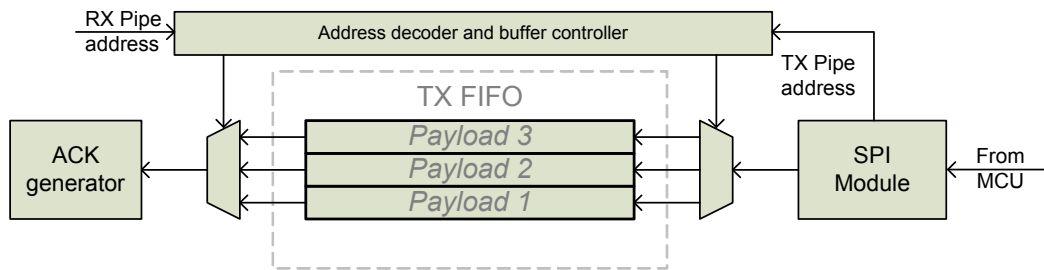 RX Pipe
address
Address decoder and buffer controller
TX Pipe
address
TX FIFO
Payload 3
Payload 2
Payload 1
ACK
generator
SPI
Module
From
MCU